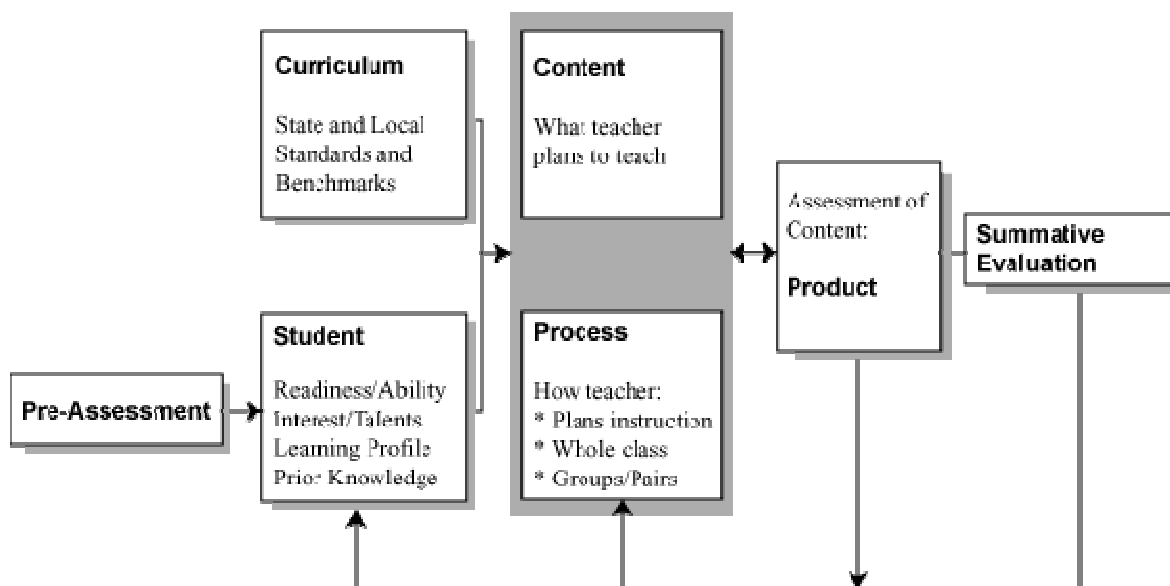 Curriculum
State and Local
Standards and
Benchmarks
Content
What teacher
plans to teach
Assessment of
Content:
Product
Summative
Evaluation
Pre-Assessment
Student
Readiness/Ability
Interest/Talents
Learning Profile
Prior Knowledge
Process
How teacher:
* Plans instruction
* Whole class
* Groups/Pairs